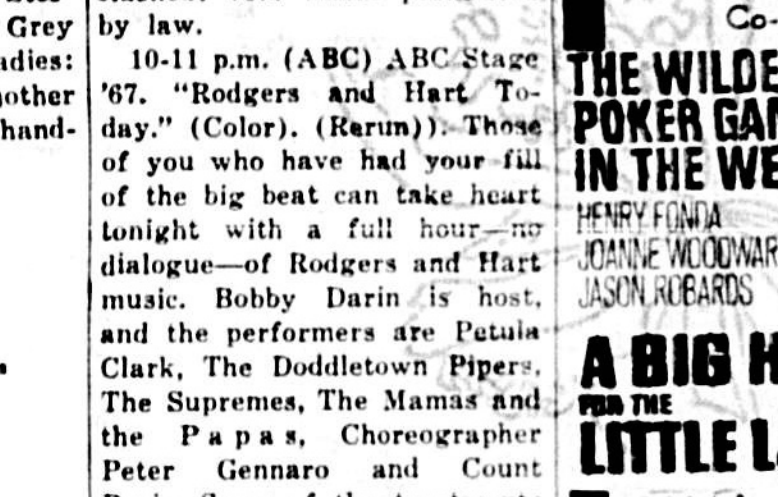 Grey
adies:
nother
hand-
by law.
10-11 p.m. (ABC) ABC Stage
'67. "Rodgers and Hart To-
day." (Color). (Rerun)). Those
of you who have had your fill
of the big beat can take heart
tonight with a full hour—no
dialogue—of Rodgers and Hart
music. Bobby Darin is host,
and the performers are Petula
Clark, The Doddletown Pipers,
The Supremes, The Mamas and
the Papas, Choreographer
Peter Gennaro and Count
Co-
THE WILDE
POKER GA
IN THE WE
HENRY FONDA
JOANNE WOODWAR
JASON ROBARDS
A BIG H
FOR THE
LITTLE L